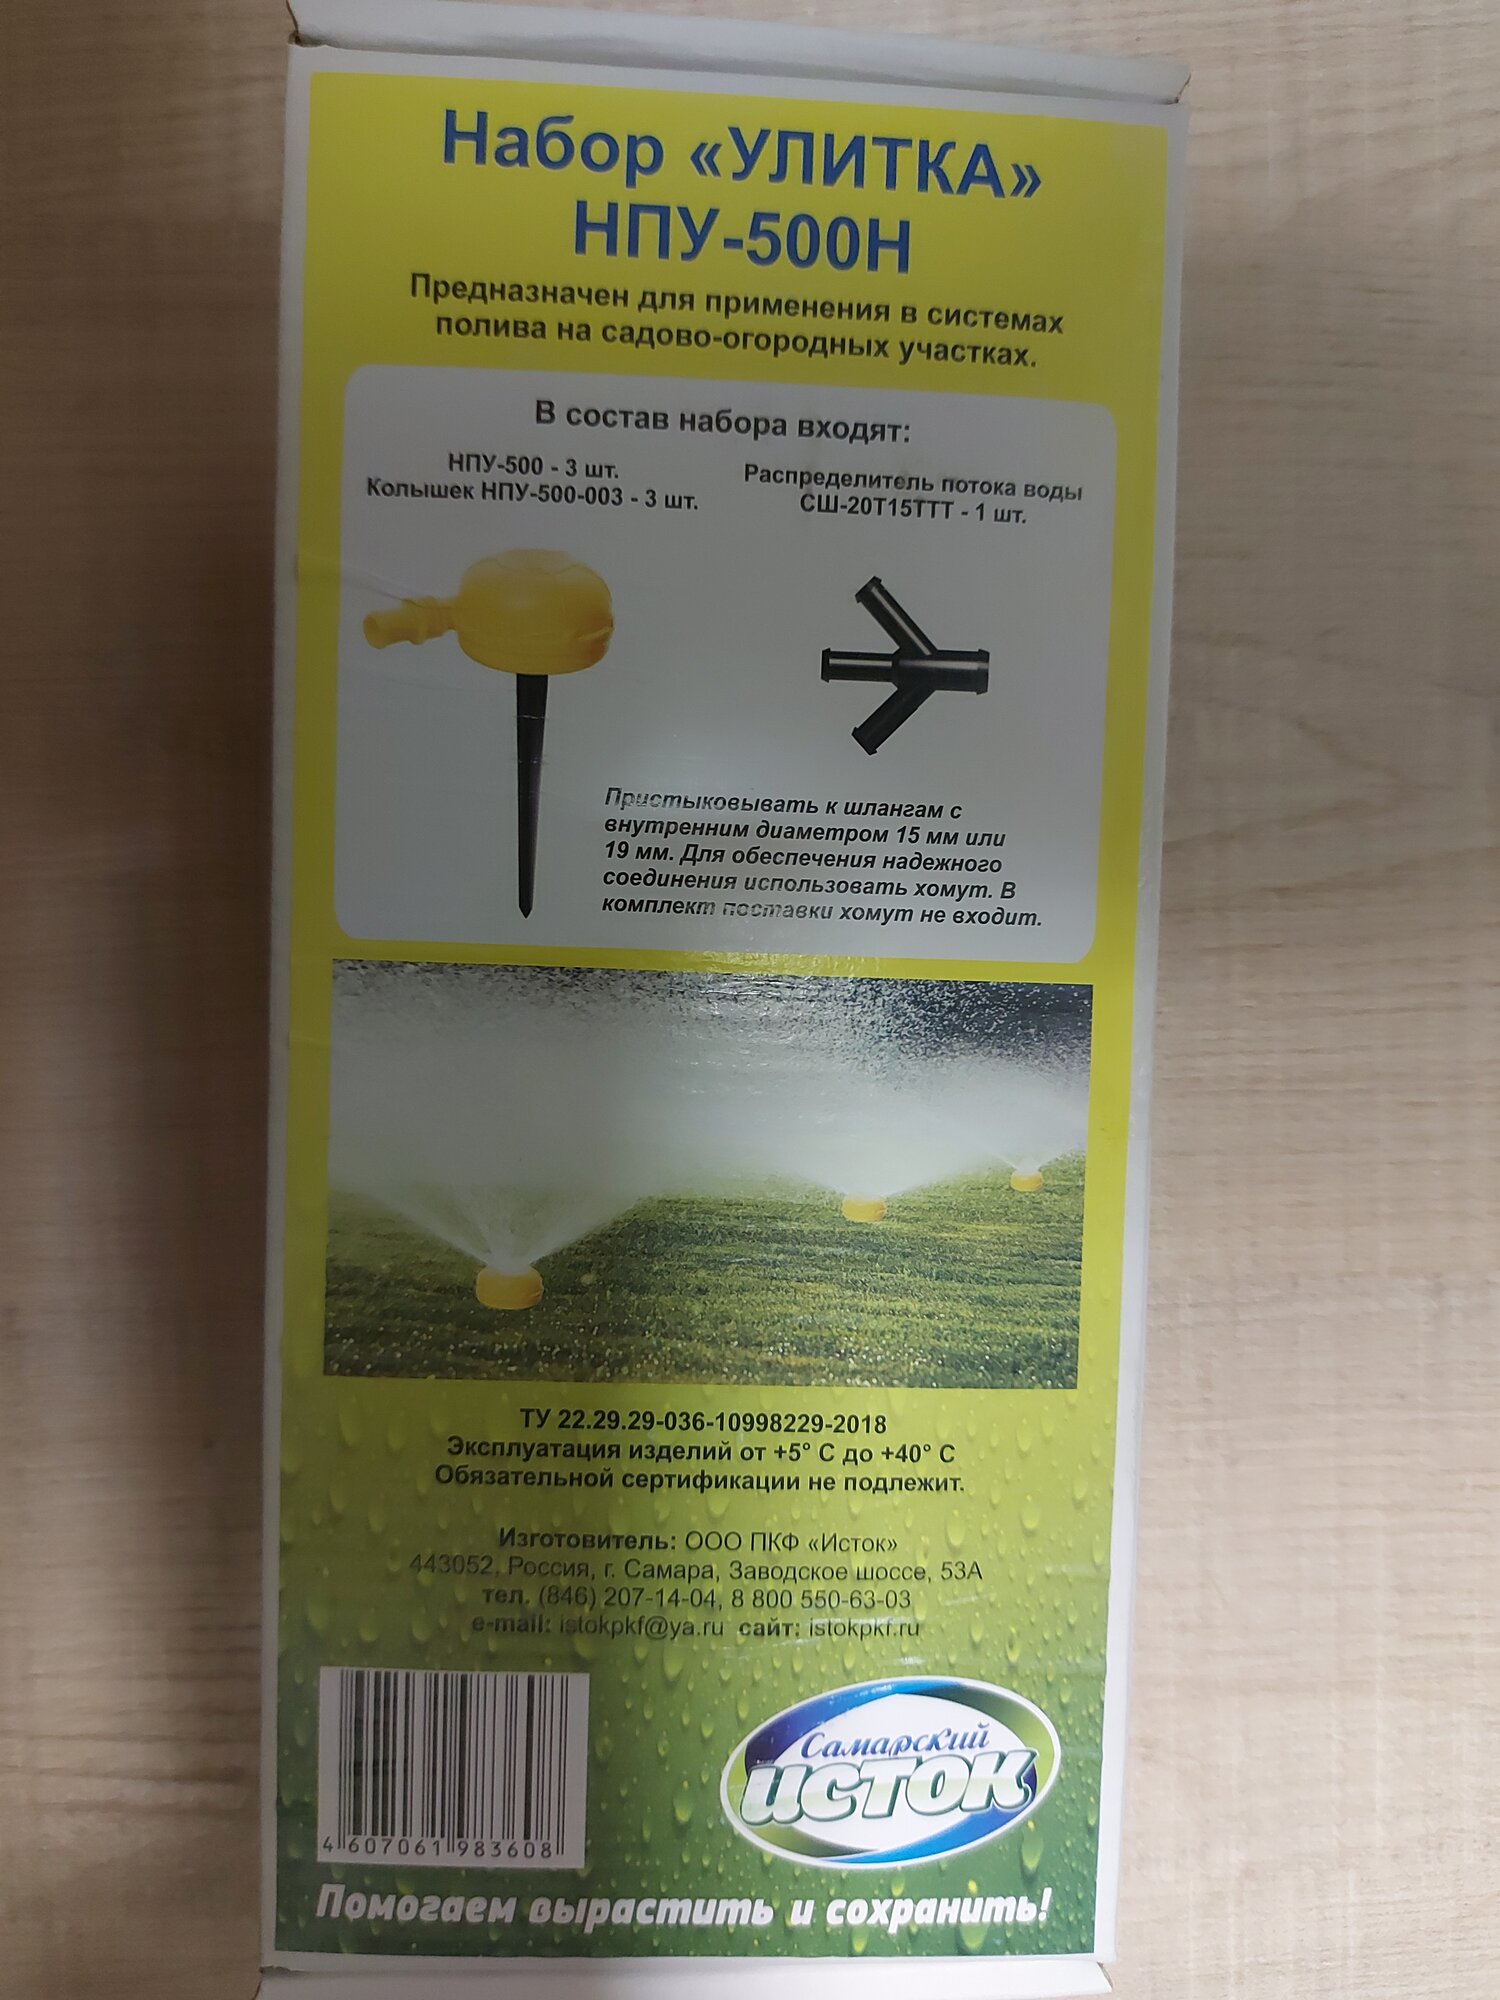 Набор «УЛИТКА»
НПУ-500Н
Предназначен для применения в системах
полива на садово-огородных участках.
В состав набора входят:
НПУ-500 - 3 шт.
Колышек НПУ-500-003 - 3 шт.
Распределитель потока воды
СШ-20Т15ТТТ - 1 шт.
Пристыковывать к шлангам с
внутренним диаметром 15 мм или
19 мм. Для обеспечения надежного
соединения использовать хомут. В
комплект поставки хомут не входит.
ТУ 22.29.29-036-10998229-2018
Эксплуатация изделий от +5° С до +40° С
Обязательной сертификации не подлежит.
Изготовитель: ООО ПКФ «Исток»
443052, Россия, г. Самара, Заводское шоссе, 53А
тел. (846) 207-14-04, 8 800 550-63-03
e-mail: istokpkf@ya.ru сайт: istokpkf.ru
4 607061 983608
Самарский
ИСТОК
Помогаем вырастить и сохранить!